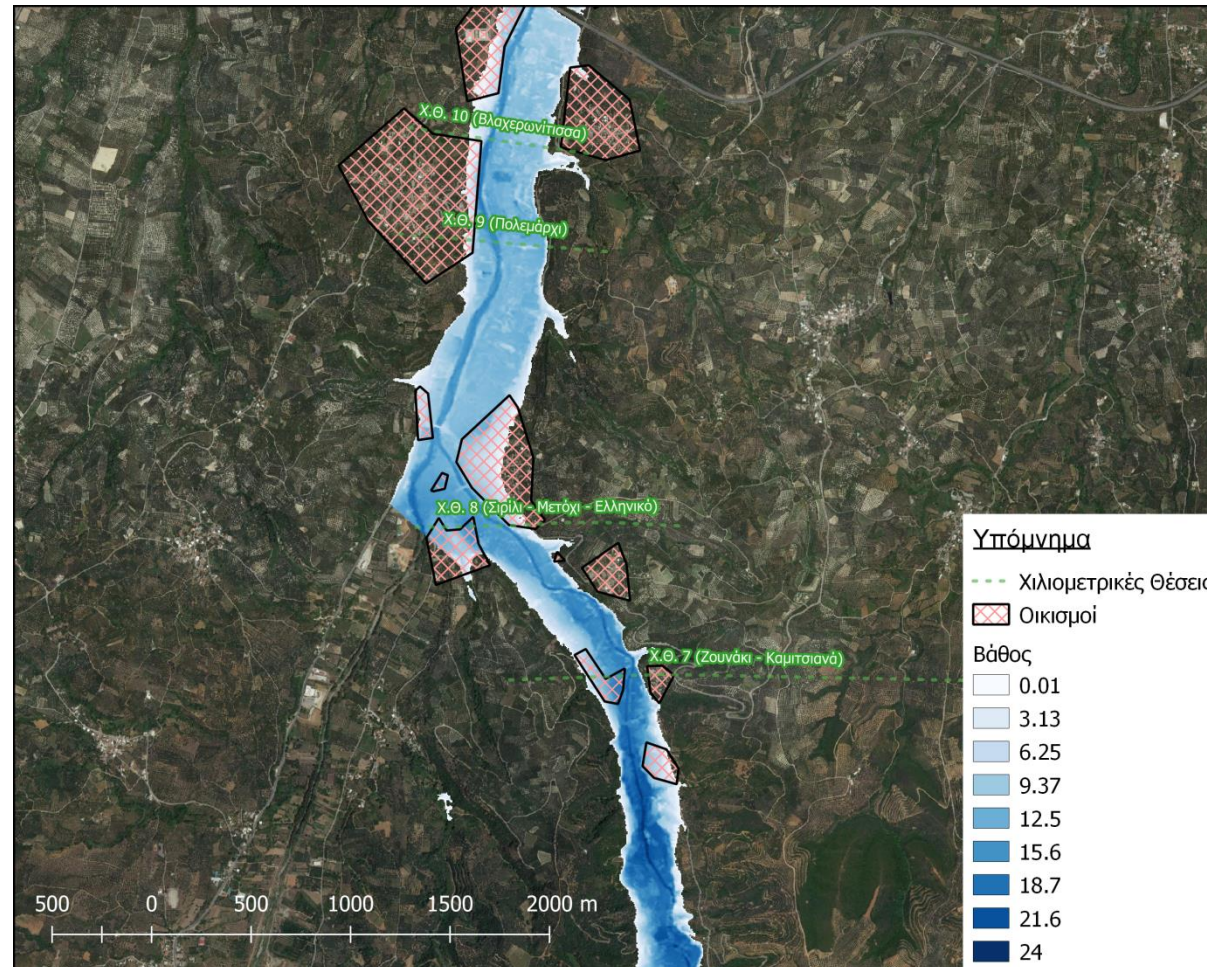 Χ.Θ. 10 (Βλαχερωνίτισσα)
Χ.Θ. 9 (Πολεμάρχι)
Χ.Θ. 8 (Σιρίλι - Μετόχι - Ελληνικό)
Χ.Θ. 7 (Ζουνάκι - Καμιτσιανά)
Υπόμνημα
Χιλιομετρικές Θέσεις
Οικισμοί
Βάθος
0.01
3.13
6.25
9.37
12.5
15.6
18.7
21.6
24
500 0 500 1000 1500 2000 m